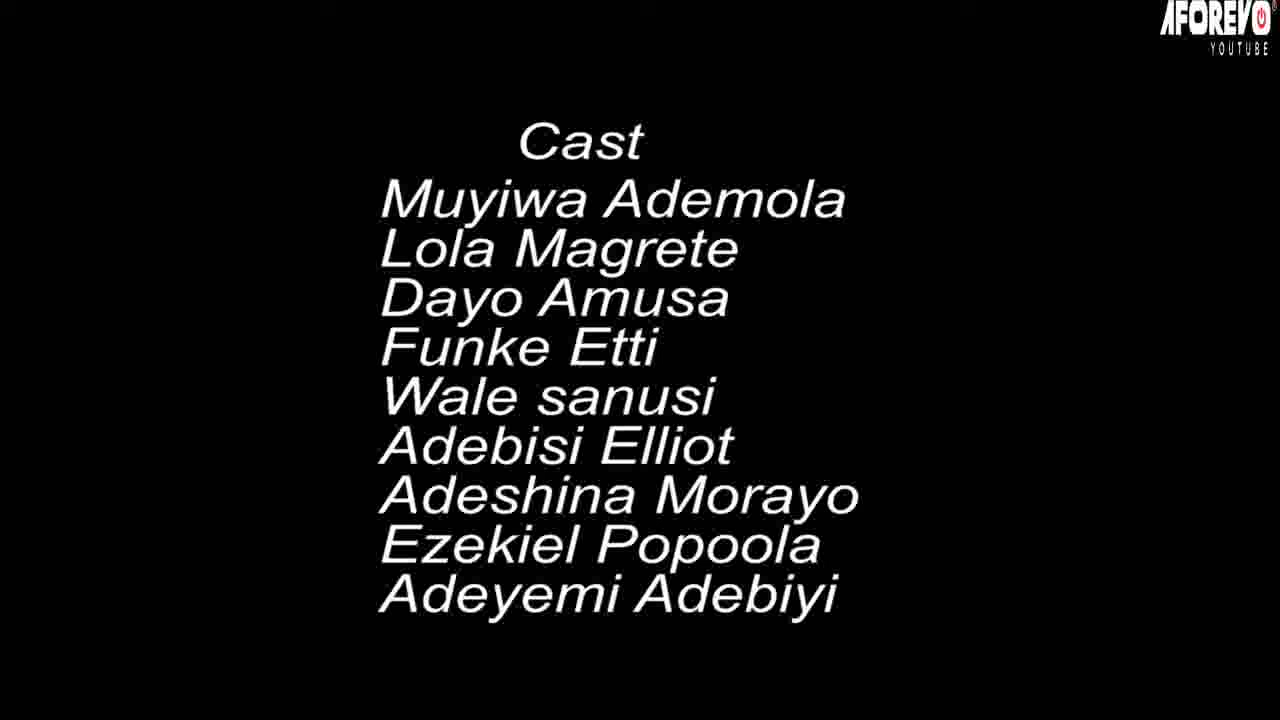 AFOREVO
YOUTUBE
Cast
Muyiwa Ademola
Lola Magrete
Dayo Amusa
Funke Etti
Wale sanusi
Adebisi Elliot
Adeshina Morayo
Ezekiel Popoola
Adeyemi Adebiyi